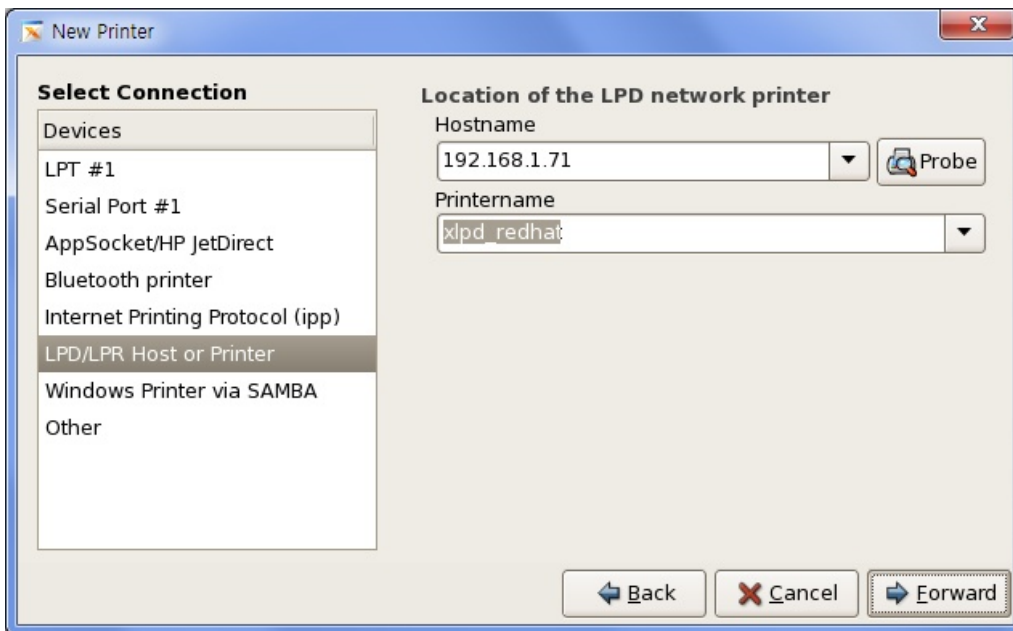 New Printer
Select Connection
Devices
LPT #1
Serial Port #1
AppSocket/HP JetDirect
Bluetooth printer
Internet Printing Protocol (ipp)
LPD/LPR Host or Printer
Windows Printer via SAMBA
Other
Location of the LPD network printer
Hostname
192.168.1.71
Probe
Printername
xlpd_redhat
Back
Cancel
Forward